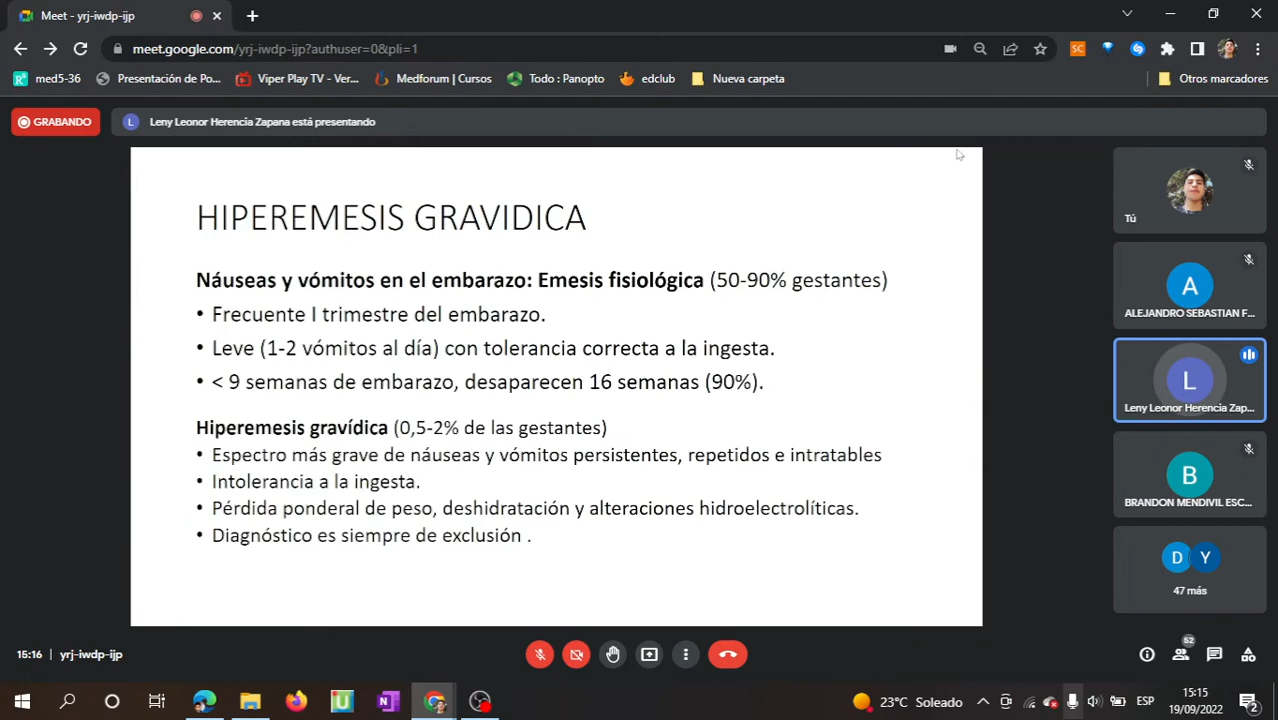 Meet - yrj-iwdp-ijp
meet.google.com/yrj-iwdp-ijp?authuser=0&pli=1
SC
R med5-36 Presentación de Po... Viper Play TV - Ver... Medforum | Cursos Todo : Panopto edclub Nueva carpeta Otros marcadores
GRABANDO L Leny Leonor Herencia Zapana está presentando
HIPEREMESIS GRAVIDICA
Náuseas y vómitos en el embarazo: Emesis fisiológica (50-90% gestantes)
• Frecuente I trimestre del embarazo.
• Leve (1-2 vómitos al día) con tolerancia correcta a la ingesta.
• < 9 semanas de embarazo, desaparecen 16 semanas (90%).
Hiperemesis gravídica (0,5-2% de las gestantes)
• Espectro más grave de náuseas y vómitos persistentes, repetidos e intratables
• Intolerancia a la ingesta.
• Pérdida ponderal de peso, deshidratación y alteraciones hidroelectrolíticas.
• Diagnóstico es siempre de exclusión .
Tú
A
ALEJANDRO SEBASTIAN F...
L
Leny Leonor Herencia Zap...
B
BRANDON MENDIVIL ESC...
D Y
47 más
15:16 | yrj-iwdp-ijp
52
U N 23°C Soleado ESP
15:15
19/09/2022
2